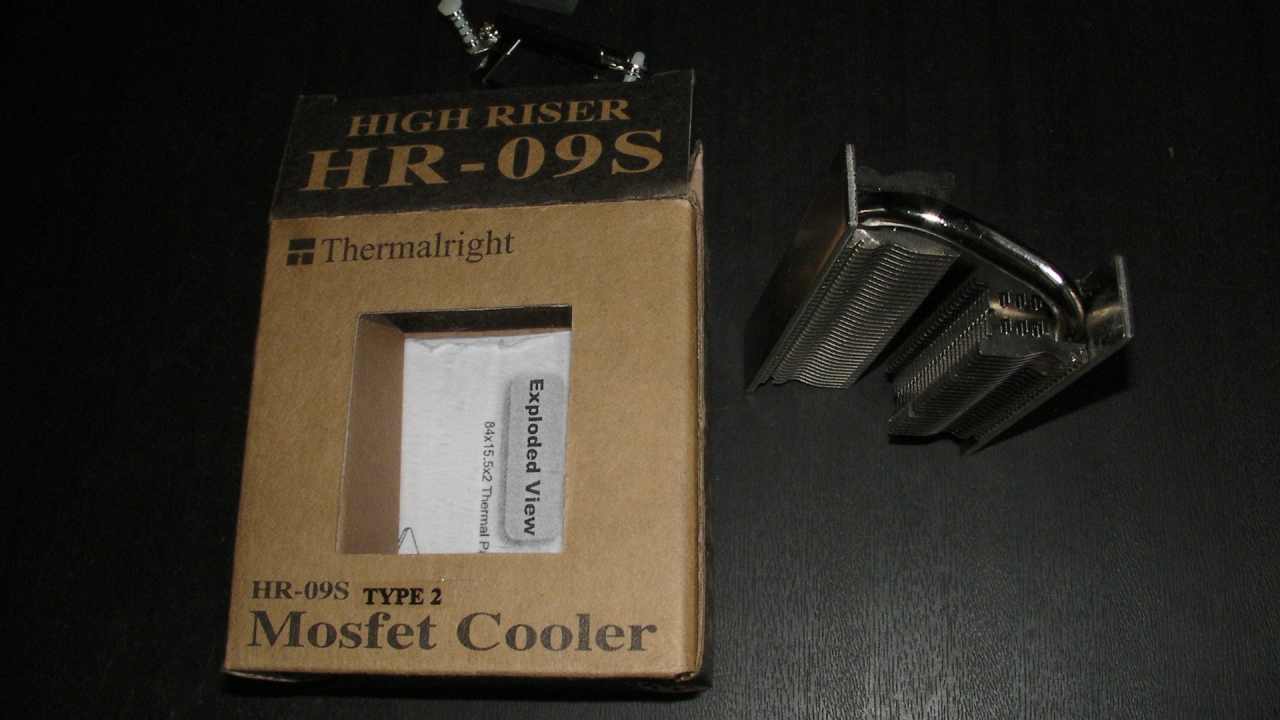 HIGH RISER
HR-09S
Thermalright
Exploded View
84x15.5x2 Thermal
HR-09S TYPE 2
Mosfet Cooler